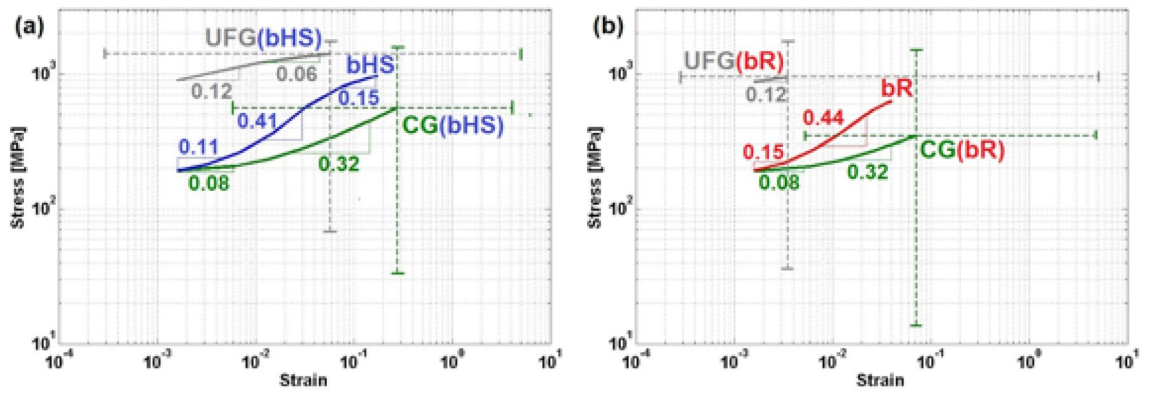 (a)
UFG(bHS)
bHS
0.06
0.12
0.15
0.41
CG(bHS)
0.11
0.32
0.08
Stress [MPa]
10^3
10^2
10^1
10^-4
10^-3
10^-2
10^-1
10^0
10^1
Strain
(b)
UFG(bR)
bR
0.12
0.44
CG(bR)
0.15
0.32
0.08
Stress [MPa]
10^3
10^2
10^1
10^-4
10^-3
10^-2
10^-1
10^0
10^1
Strain